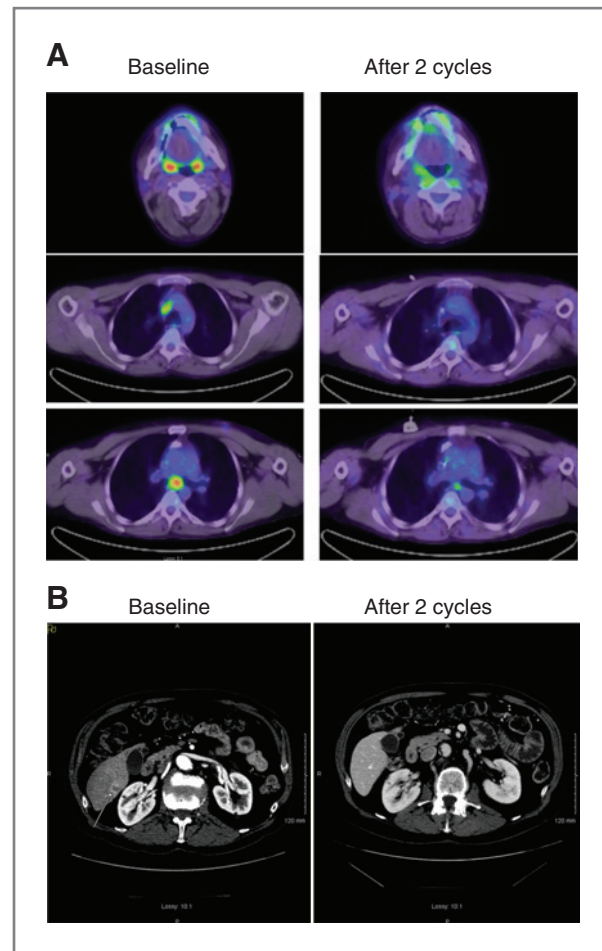 A
Baseline After 2 cycles
B
Baseline After 2 cycles
A A
R R
120 mm 120 mm
Lossy: 10:1 Lossy: 10:1
P P